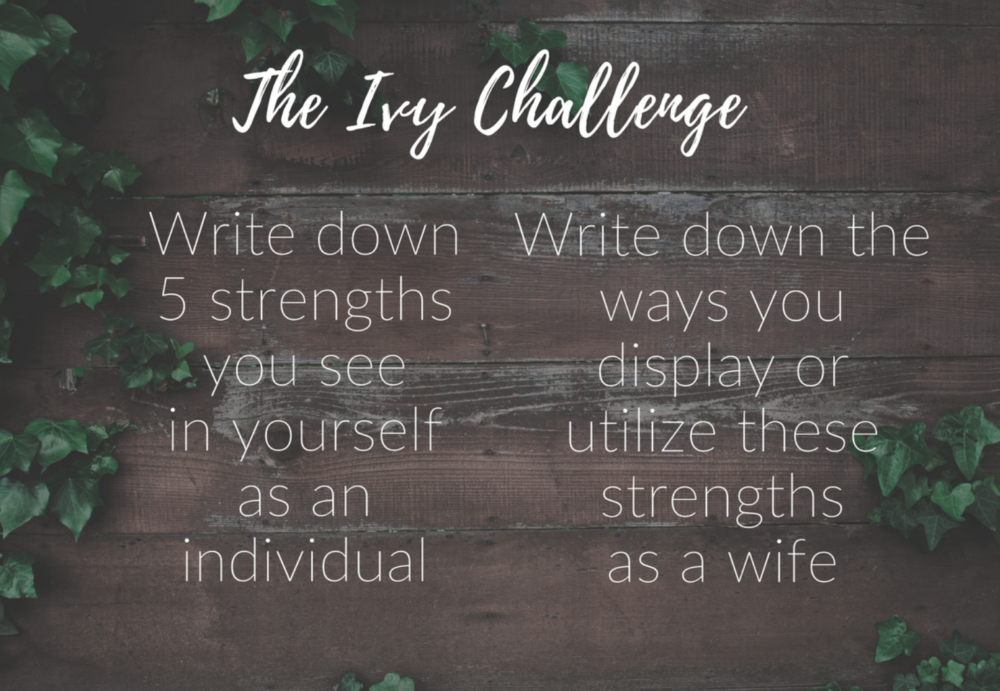 The Ivy Challenge
Write down
5 strengths
you see
in yourself
as an
individual
Write down the
ways you
display or
utilize these
strengths
as a wife